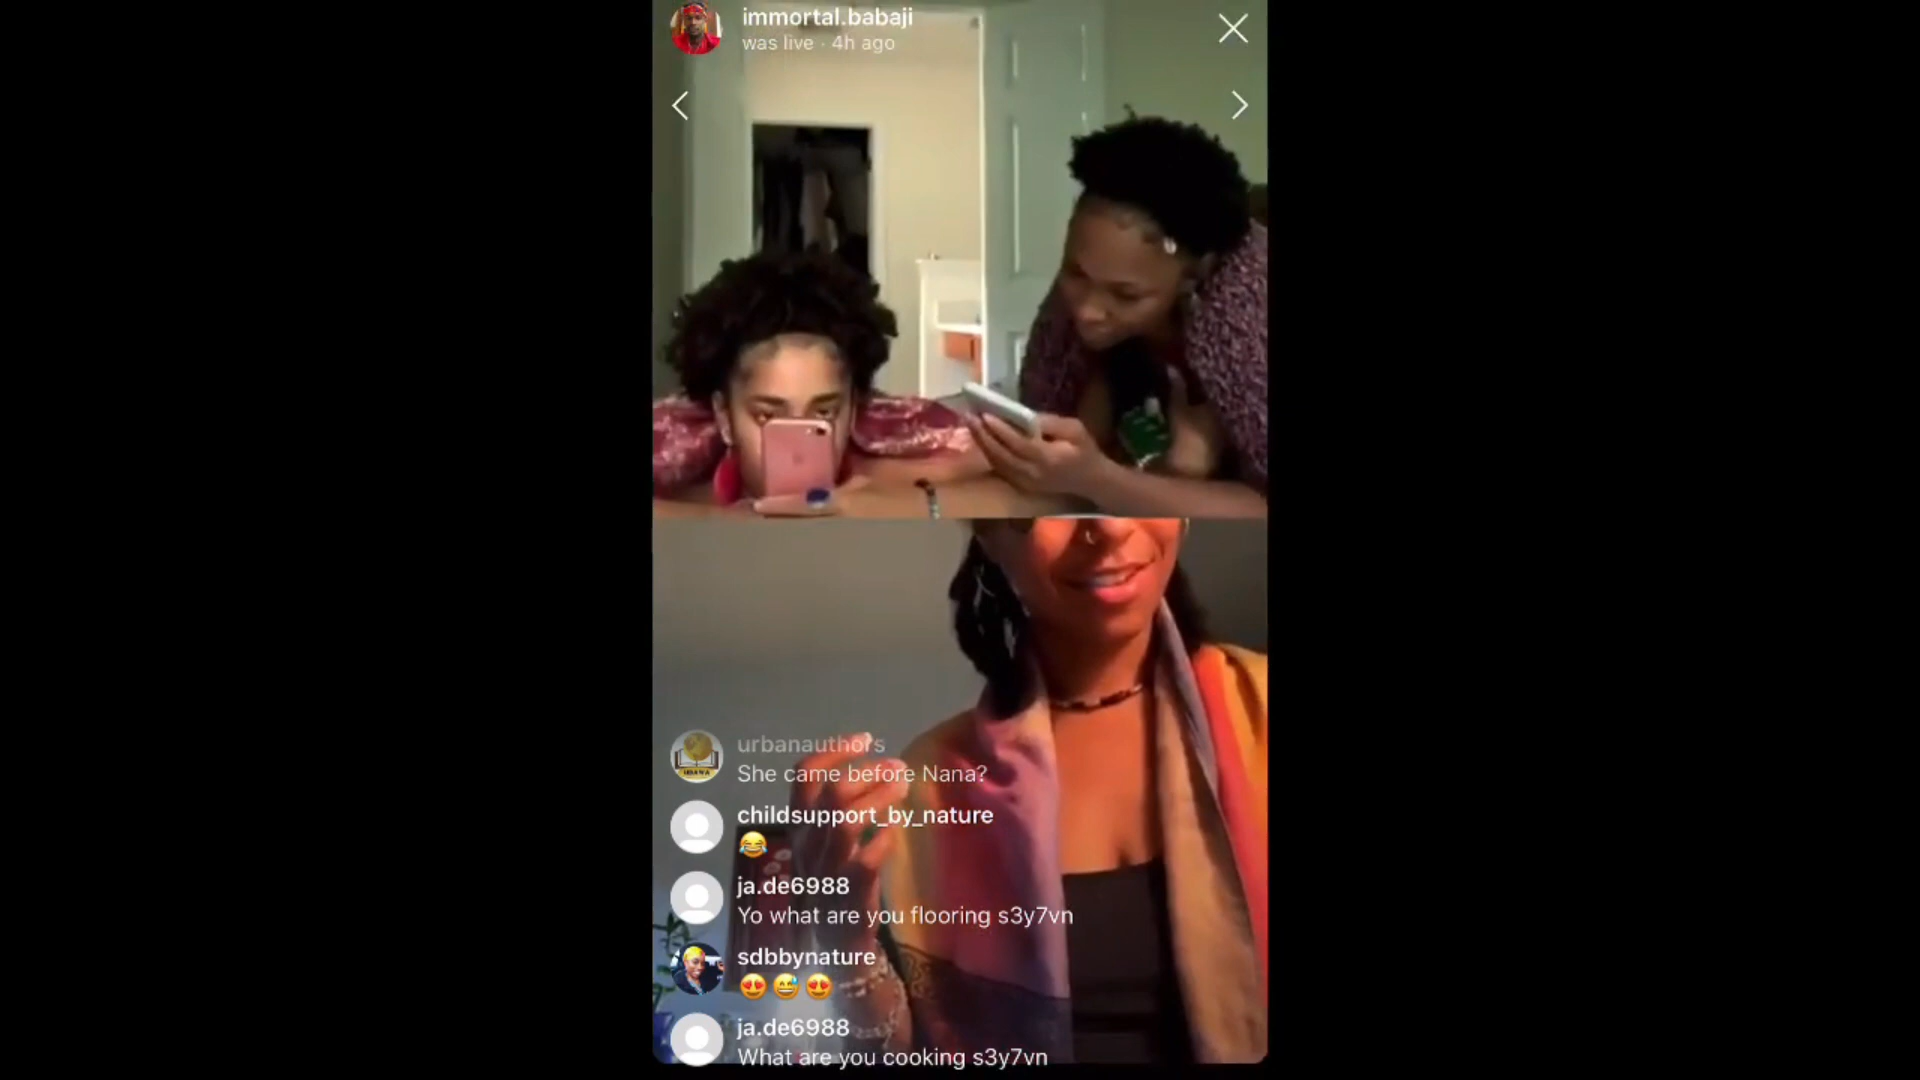 immortal.babaji
was live · 4h ago
urbanauthors
She came before Nana?
childsupport_by_nature
😂
ja.de6988
Yo what are you flooring s3y7vn
sdbbynature
😍😅😍
ja.de6988
What are you cooking s3y7vn